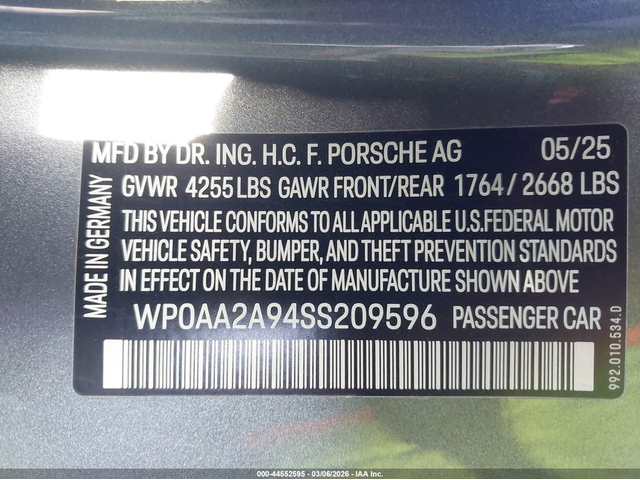 MFD BY DR. ING. H.C. F. PORSCHE AG 05/25
GVWR 4255 LBS GAWR FRONT/REAR 1764 / 2668 LBS
THIS VEHICLE CONFORMS TO ALL APPLICABLE U.S.FEDERAL MOTOR
VEHICLE SAFETY, BUMPER, AND THEFT PREVENTION STANDARDS
IN EFFECT ON THE DATE OF MANUFACTURE SHOWN ABOVE
WP0AA2A94SS209596 PASSENGER CAR
MADE IN GERMANY
992.010.534.D
000-44552595 - 03/06/2026 - IAA Inc.